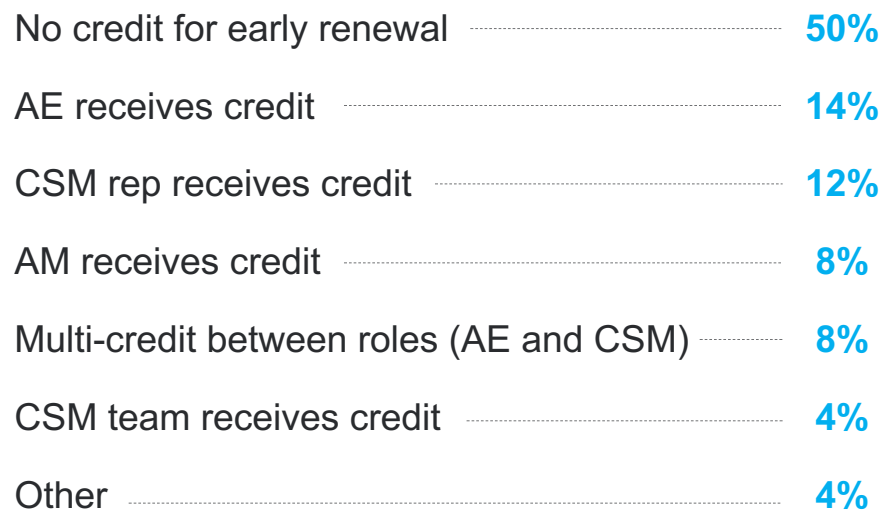 No credit for early renewal 50%
AE receives credit 14%
CSM rep receives credit 12%
AM receives credit 8%
Multi-credit between roles (AE and CSM) 8%
CSM team receives credit 4%
Other 4%